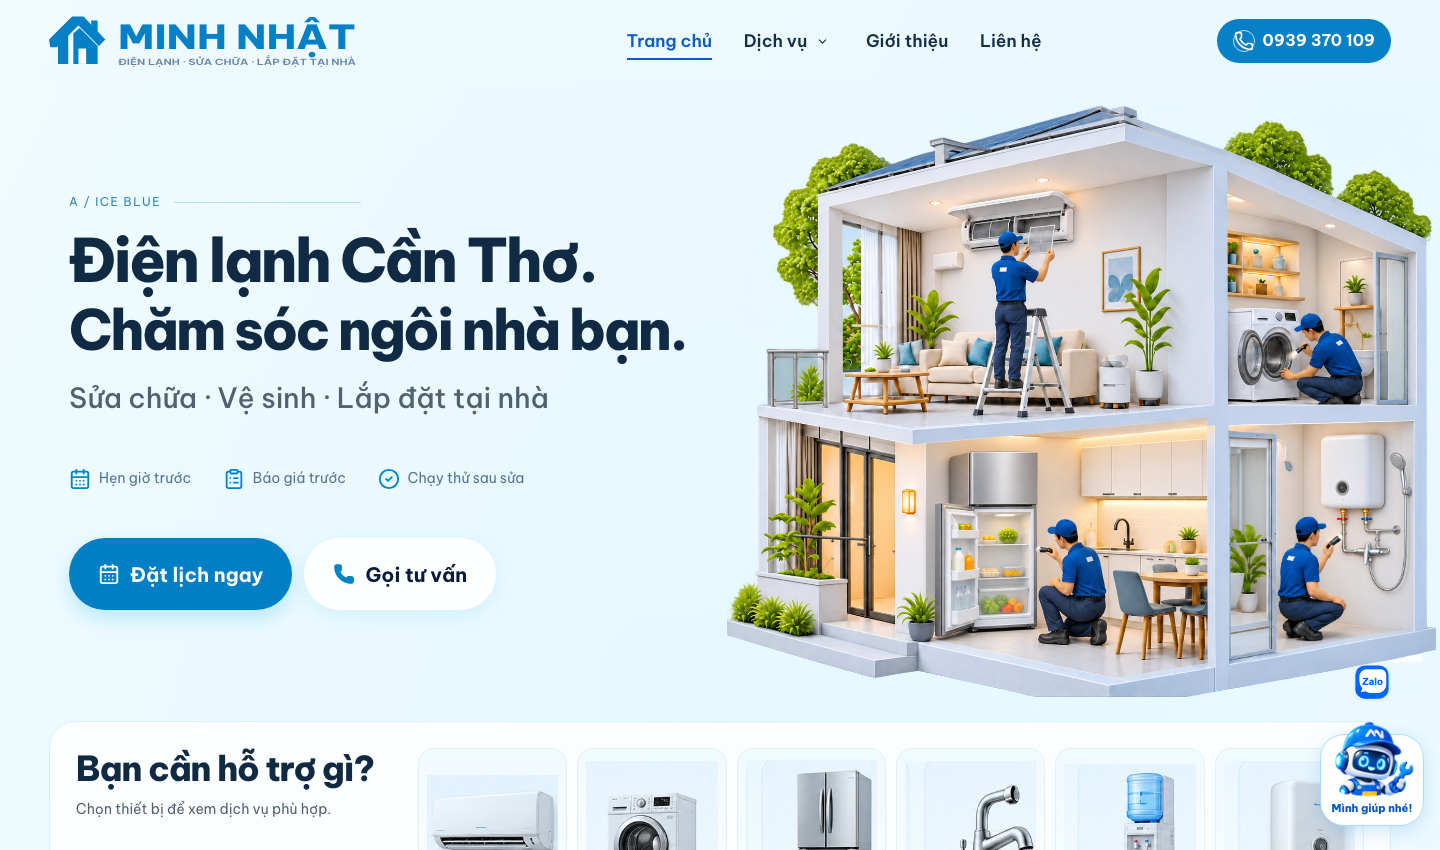 MINH NHẬT
ĐIỆN LẠNH · SỬA CHỮA · LẮP ĐẶT TẠI NHÀ
Trang chủ
Dịch vụ
Giới thiệu
Liên hệ
0939 370 109
A / ICE BLUE
Điện lạnh Cần Thơ.
Chăm sóc ngôi nhà bạn.
Sửa chữa · Vệ sinh · Lắp đặt tại nhà
Hẹn giờ trước
Báo giá trước
Chạy thử sau sửa
Đặt lịch ngay
Gọi tư vấn
Zalo
Bạn cần hỗ trợ gì?
Chọn thiết bị để xem dịch vụ phù hợp.
Mình giúp nhé!